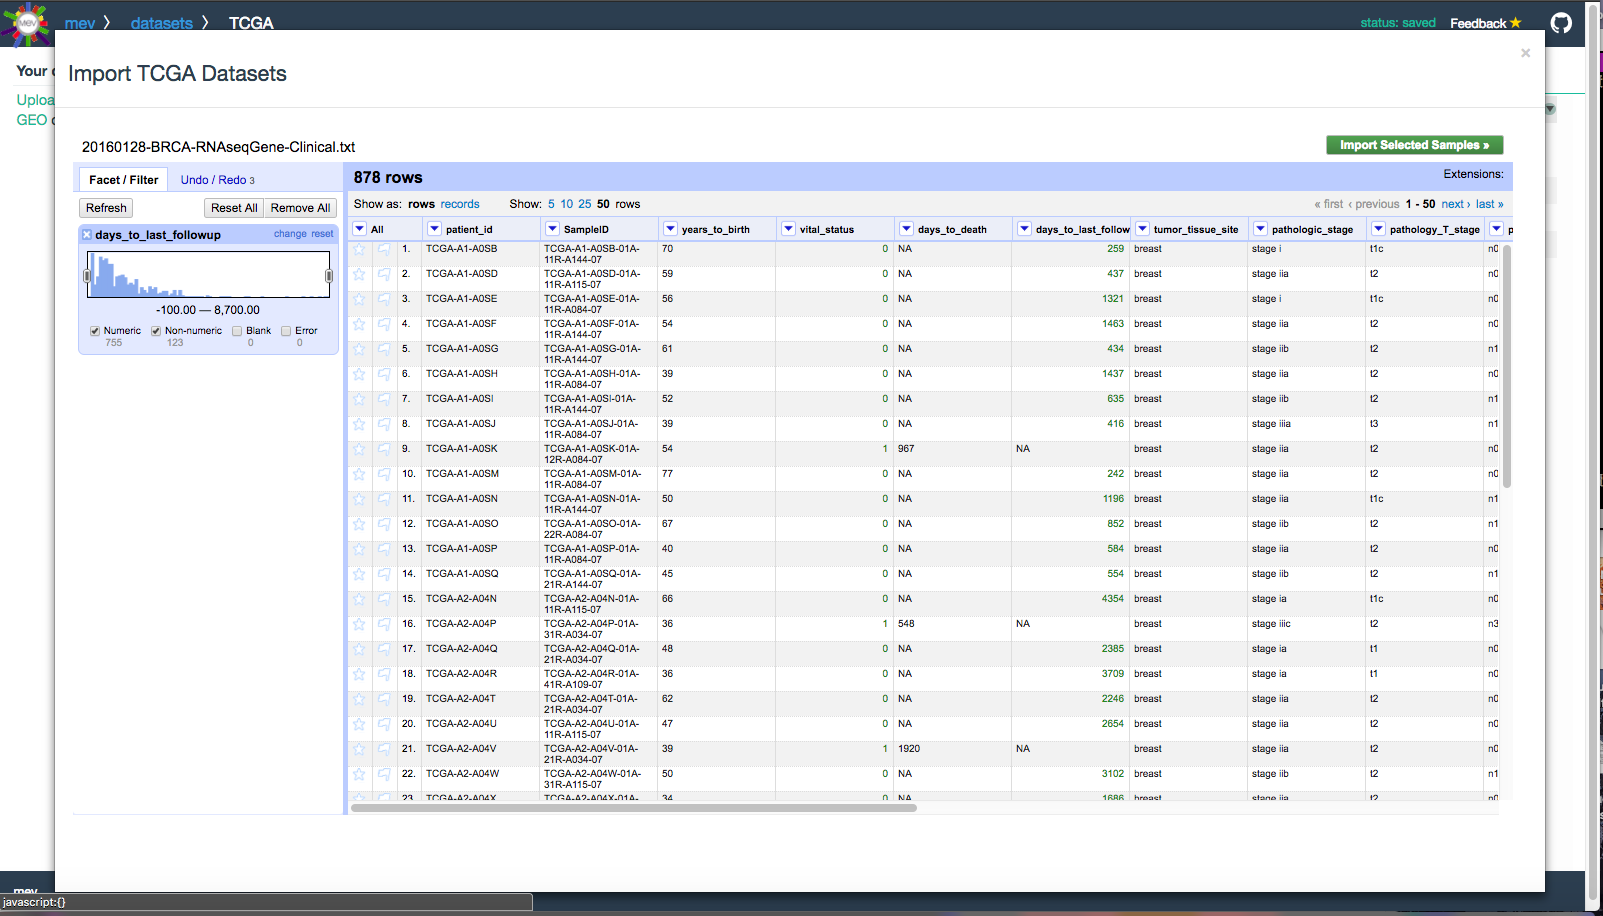 MeV mev 〉 datasets 〉 TCGA status: saved Feedback ★
Your
Import TCGA Datasets ×
Uploa
GEO
20160128-BRCA-RNAseqGene-Clinical.txt Import Selected Samples »
Facet / Filter Undo / Redo 3 878 rows Extensions:
Refresh Reset All Remove All Show as: rows records Show: 5 10 25 50 rows « first ‹ previous 1 - 50 next › last »
× days_to_last_followup change reset
-100.00 — 8,700.00
Numeric Non-numeric Blank Error
755 123 0 0
All patient_id SampleID years_to_birth vital_status days_to_death days_to_last_follow tumor_tissue_site pathologic_stage pathology_T_stage p
1. TCGA-A1-A0SB TCGA-A1-A0SB-01A- 70 0 NA 259 breast stage i t1c n0
11R-A144-07
2. TCGA-A1-A0SD TCGA-A1-A0SD-01A- 59 0 NA 437 breast stage iia t2 n0
11R-A115-07
3. TCGA-A1-A0SE TCGA-A1-A0SE-01A- 56 0 NA 1321 breast stage i t1c n0
11R-A084-07
4. TCGA-A1-A0SF TCGA-A1-A0SF-01A- 54 0 NA 1463 breast stage iia t2 n0
11R-A144-07
5. TCGA-A1-A0SG TCGA-A1-A0SG-01A- 61 0 NA 434 breast stage iib t2 n1
11R-A144-07
6. TCGA-A1-A0SH TCGA-A1-A0SH-01A- 39 0 NA 1437 breast stage iia t2 n0
11R-A084-07
7. TCGA-A1-A0SI TCGA-A1-A0SI-01A- 52 0 NA 635 breast stage iib t2 n1
11R-A144-07
8. TCGA-A1-A0SJ TCGA-A1-A0SJ-01A- 39 0 NA 416 breast stage iiia t3 n1
11R-A084-07
9. TCGA-A1-A0SK TCGA-A1-A0SK-01A- 54 1 967 NA breast stage iia t2 n0
12R-A084-07
10. TCGA-A1-A0SM TCGA-A1-A0SM-01A- 77 0 NA 242 breast stage iia t2 n0
11R-A084-07
11. TCGA-A1-A0SN TCGA-A1-A0SN-01A- 50 0 NA 1196 breast stage iia t1c n1
11R-A144-07
12. TCGA-A1-A0SO TCGA-A1-A0SO-01A- 67 0 NA 852 breast stage iib t2 n1
22R-A084-07
13. TCGA-A1-A0SP TCGA-A1-A0SP-01A- 40 0 NA 584 breast stage iia t2 n0
11R-A084-07
14. TCGA-A1-A0SQ TCGA-A1-A0SQ-01A- 45 0 NA 554 breast stage iib t2 n1
21R-A144-07
15. TCGA-A2-A04N TCGA-A2-A04N-01A- 66 0 NA 4354 breast stage ia t1c n0
11R-A115-07
16. TCGA-A2-A04P TCGA-A2-A04P-01A- 36 1 548 NA breast stage iiic t2 n3
31R-A034-07
17. TCGA-A2-A04Q TCGA-A2-A04Q-01A- 48 0 NA 2385 breast stage ia t1 n0
21R-A034-07
18. TCGA-A2-A04R TCGA-A2-A04R-01A- 36 0 NA 3709 breast stage ia t1 n0
41R-A109-07
19. TCGA-A2-A04T TCGA-A2-A04T-01A- 62 0 NA 2246 breast stage iia t2 n0
21R-A034-07
20. TCGA-A2-A04U TCGA-A2-A04U-01A- 47 0 NA 2654 breast stage iia t2 n0
11R-A115-07
21. TCGA-A2-A04V TCGA-A2-A04V-01A- 39 1 1920 NA breast stage iia t2 n0
21R-A034-07
22. TCGA-A2-A04W TCGA-A2-A04W-01A- 50 0 NA 3102 breast stage iib t2 n1
31R-A115-07
23. TCGA-A2-A04X TCGA-A2-A04X-01A- 34 0 NA 1686 breast stage iia t2 n0
mev
javascript:{}